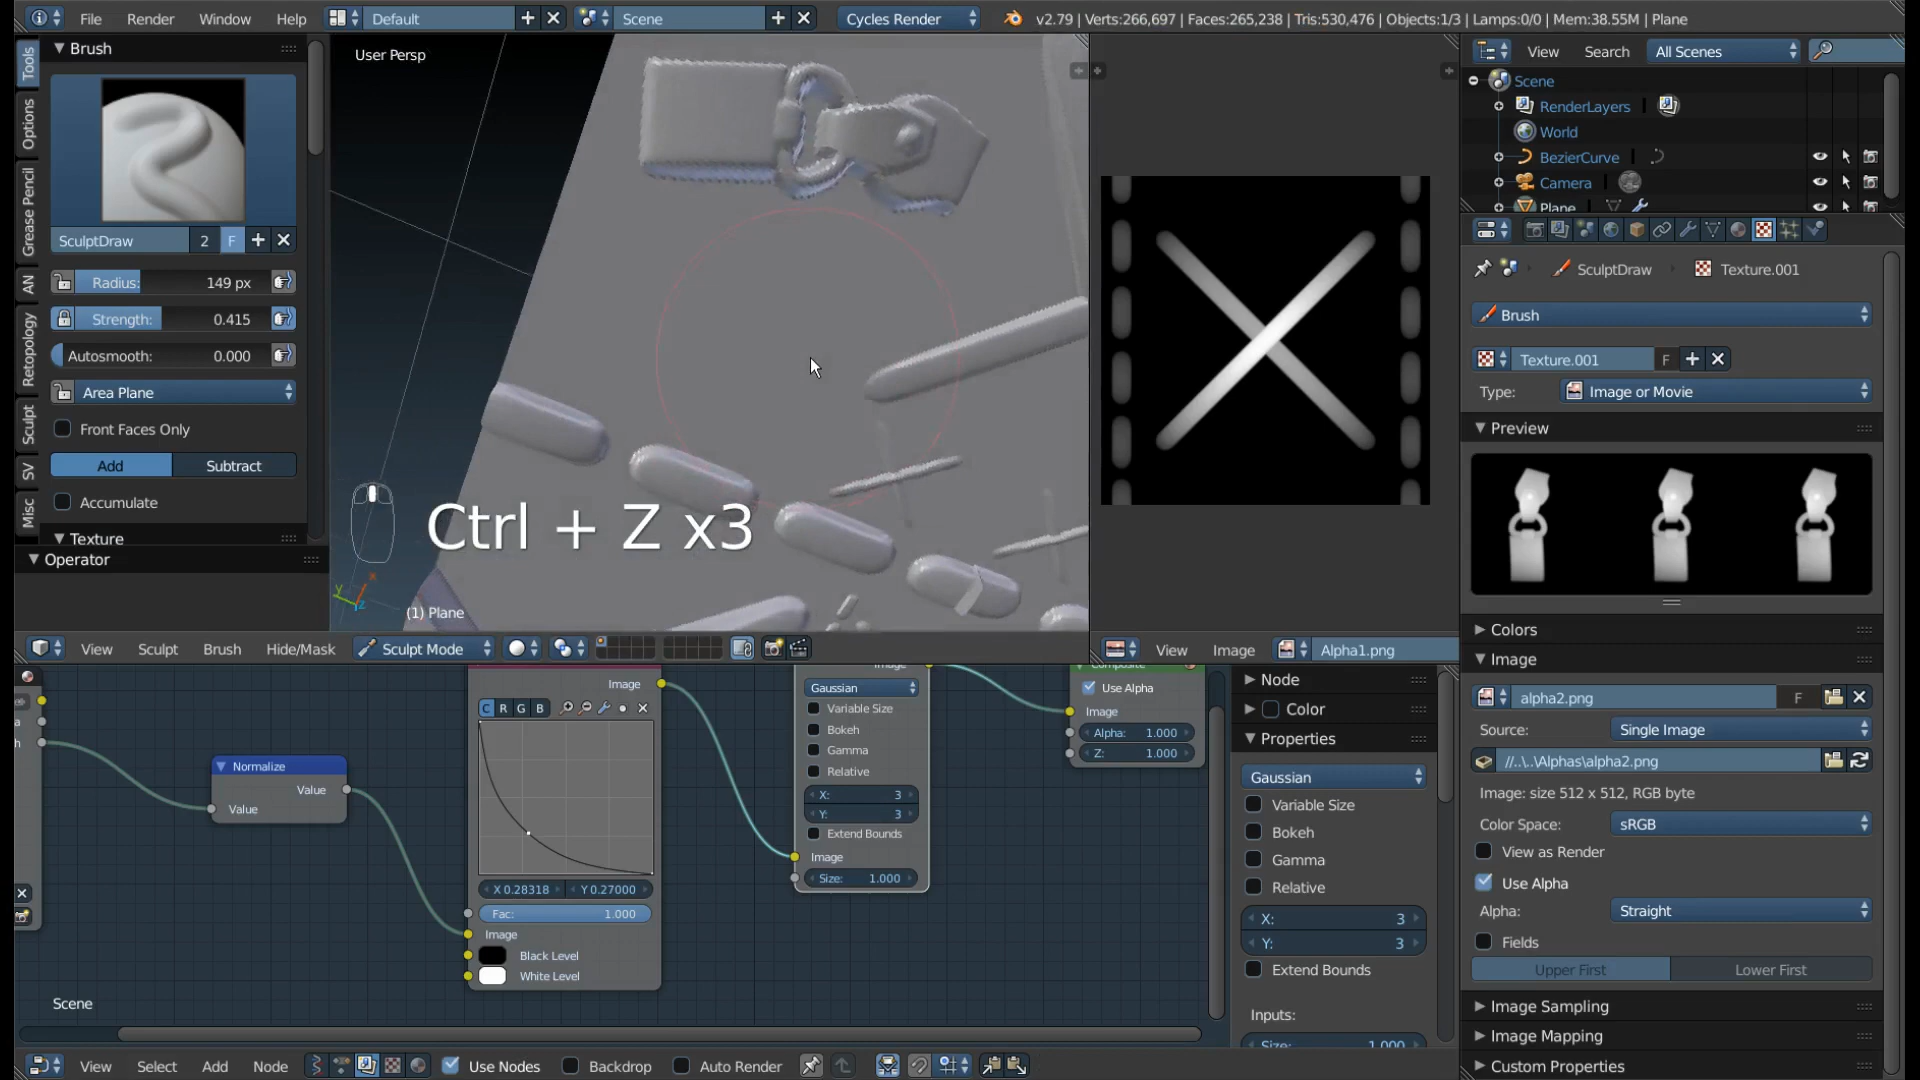 File Render Window Help Default Scene Cycles Render v2.79 | Verts:266,697 | Faces:265,238 | Tris:530,476 | Objects:1/3 | Lamps:0/0 | Mem:38.55M | Plane
Tools
Options
Grease Pencil
AN
Retopology
Sculpt
SV
Misc
Brush
SculptDraw 2 F
Radius: 149 px
Strength: 0.415
Autosmooth: 0.000
Area Plane
Front Faces Only
Add Subtract
Accumulate
Texture
Operator
User Persp
Ctrl + Z x3
(1) Plane
View Sculpt Brush Hide/Mask Sculpt Mode
View Image Alpha1.png
View Search All Scenes
Scene
RenderLayers
World
BezierCurve
Camera
Plane
SculptDraw Texture.001
Brush
Texture.001 F
Type: Image or Movie
Preview
Colors
Image
alpha2.png F
Source: Single Image
//..\..\Alphas\alpha2.png
Image: size 512 x 512, RGB byte
Color Space: sRGB
View as Render
Use Alpha
Alpha: Straight
Fields
Upper First Lower First
Image Sampling
Image Mapping
Custom Properties
Normalize
Value
Value
Image
C R G B
X 0.28318 Y 0.27000
Fac: 1.000
Image
Black Level
White Level
Image
Gaussian
Variable Size
Bokeh
Gamma
Relative
X: 3
Y: 3
Extend Bounds
Image
Size: 1.000
Composite
Use Alpha
Image
Alpha: 1.000
Z: 1.000
Node
Color
Properties
Gaussian
Variable Size
Bokeh
Gamma
Relative
X: 3
Y: 3
Extend Bounds
Inputs:
Size: 1.000
Scene
View Select Add Node Use Nodes Backdrop Auto Render